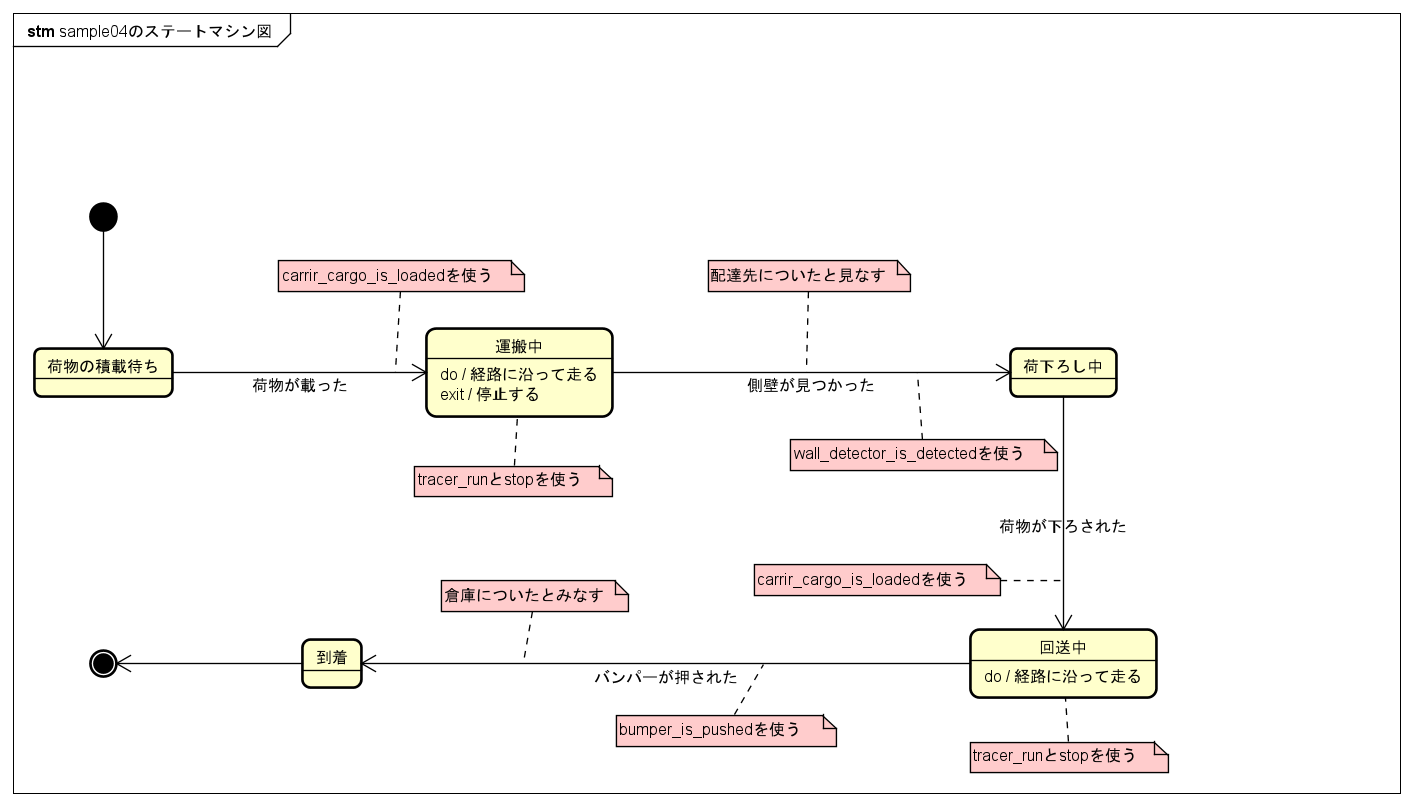 stm sample04のステートマシン図
carrir_cargo_is_loadedを使う
配達先についたと見なす
荷物の積載待ち
荷物が載った
運搬中
do / 経路に沿って走る
exit / 停止する
側壁が見つかった
荷下ろし中
tracer_runとstopを使う
wall_detector_is_detectedを使う
荷物が下ろされた
carrir_cargo_is_loadedを使う
倉庫についたとみなす
到着
バンパーが押された
回送中
do / 経路に沿って走る
bumper_is_pushedを使う
tracer_runとstopを使う